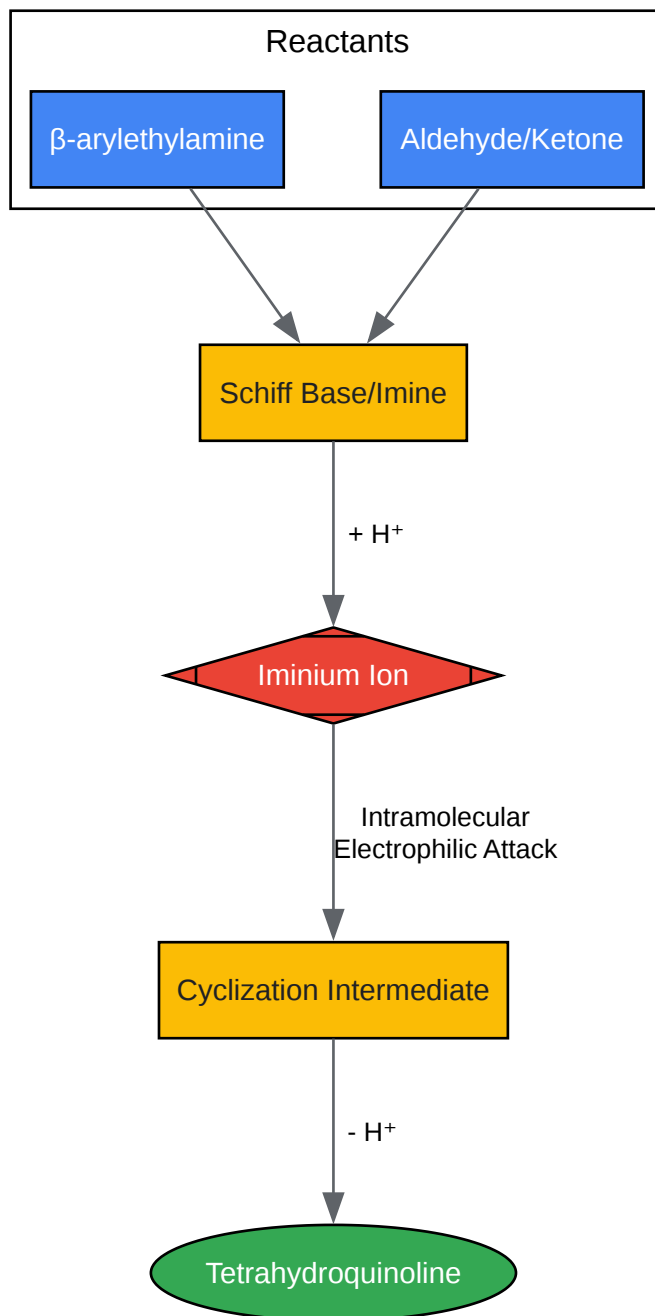 Reactants
β-arylethylamine
Aldehyde/Ketone
Schiff Base/Imine
+ H⁺
Iminium Ion
Intramolecular
Electrophilic Attack
Cyclization Intermediate
- H⁺
Tetrahydroquinoline